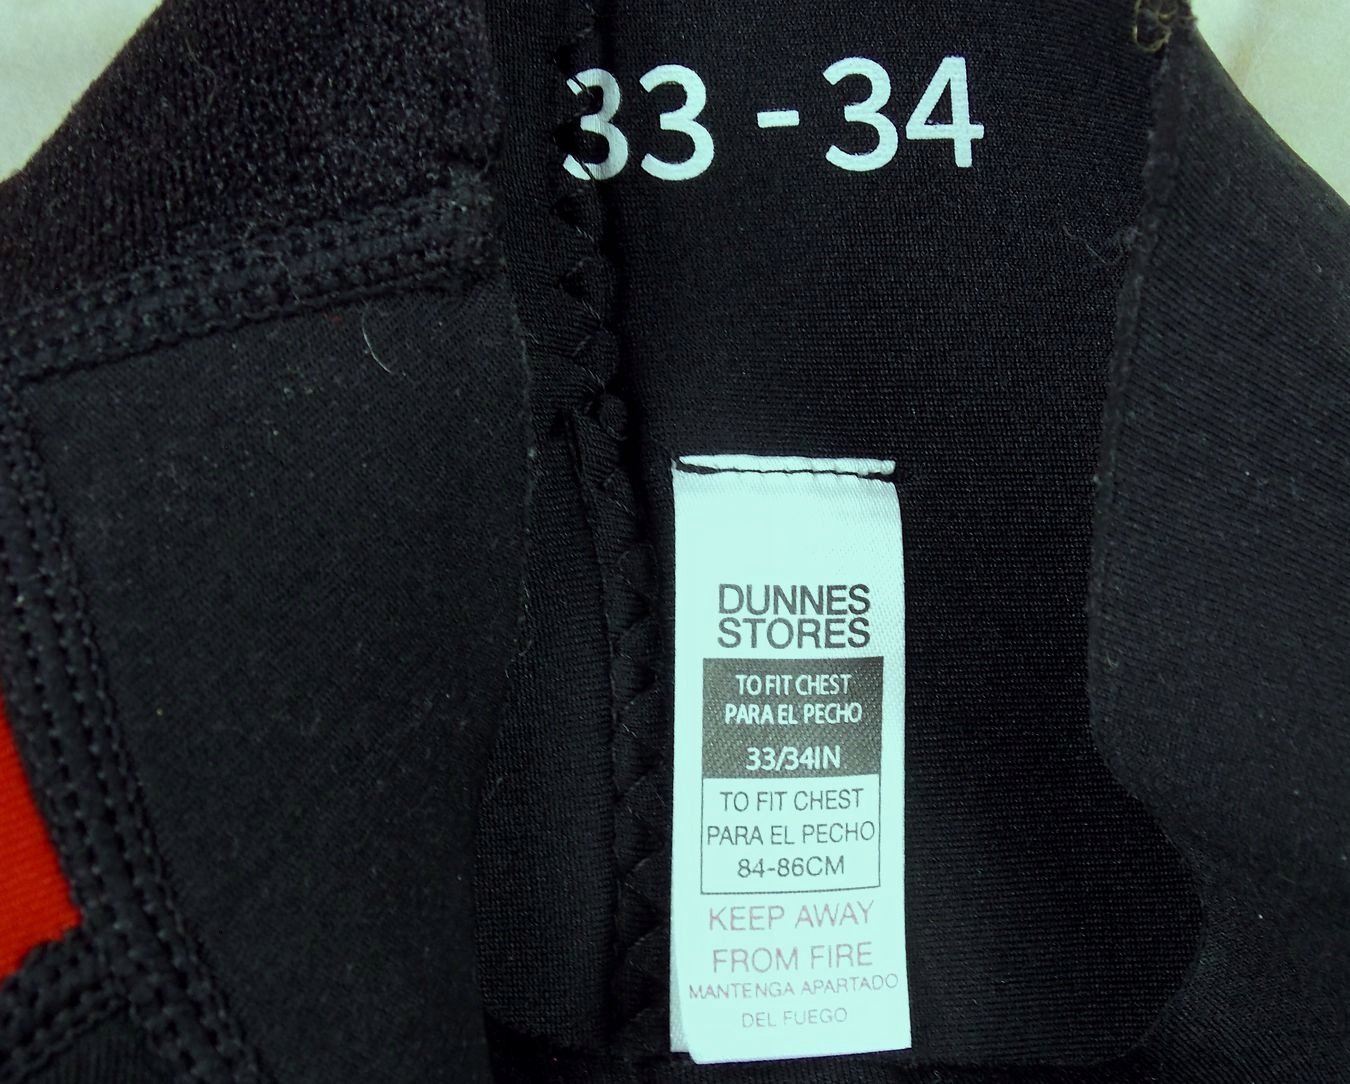 33 - 34
DUNNES
STORES
TO FIT CHEST
PARA EL PECHO
33/34IN
TO FIT CHEST
PARA EL PECHO
84-86CM
KEEP AWAY
FROM FIRE
MANTENGA APARTADO
DEL FUEGO